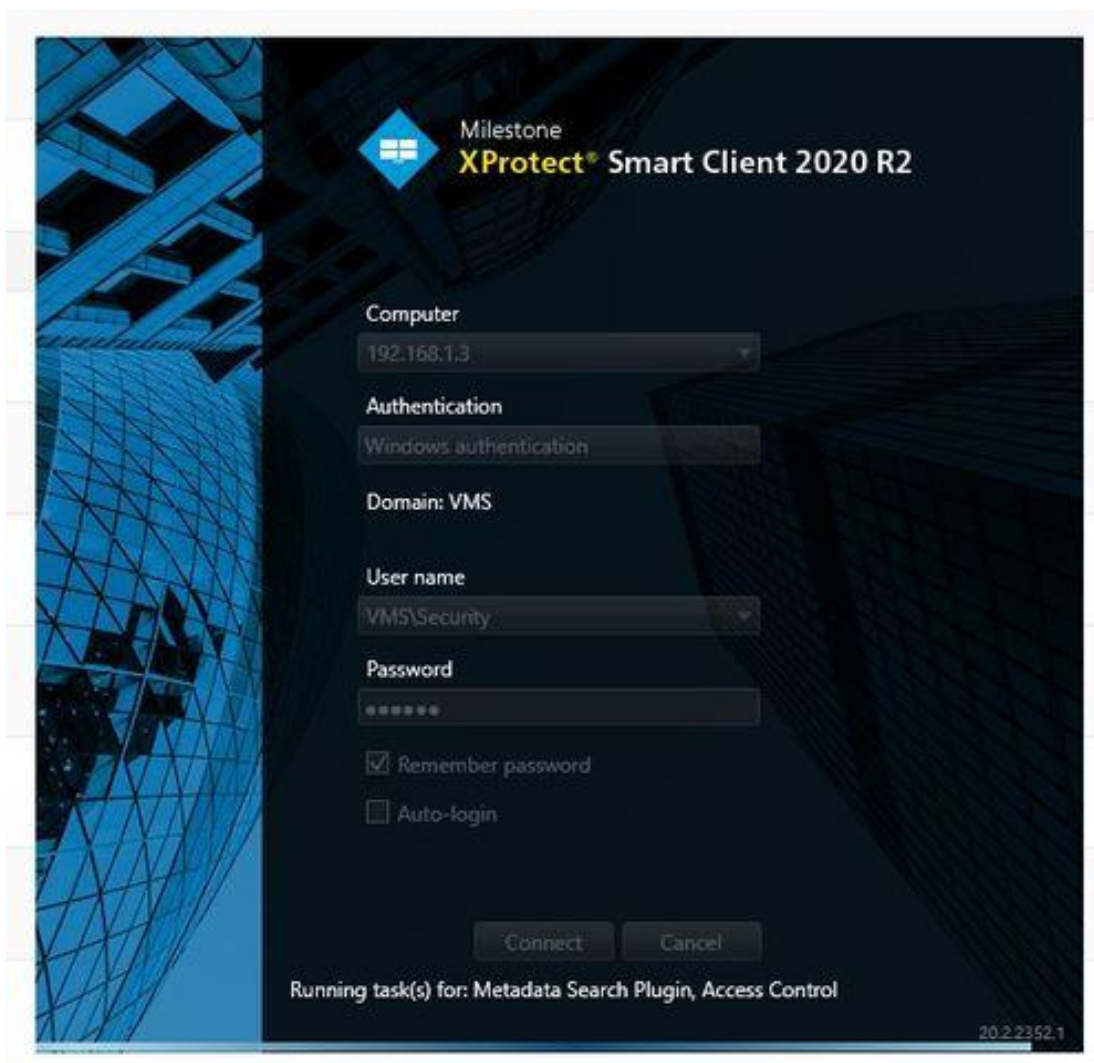 Milestone
XProtect® Smart Client 2020 R2
Computer
192.168.1.3
Authentication
Windows authentication
Domain: VMS
User name
VMS\Security
Password
••••••
Remember password
Auto-login
Connect Cancel
Running task(s) for: Metadata Search Plugin, Access Control
20.2.2352.1